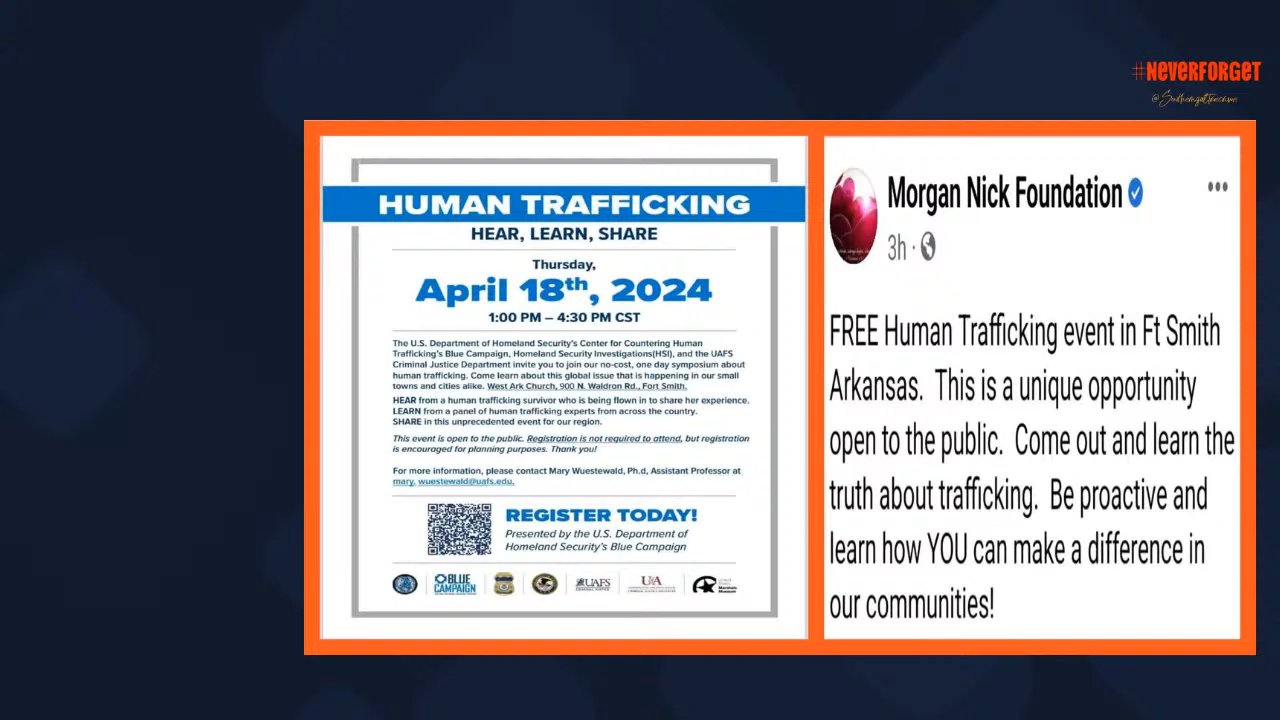 #NEVERFORGET
HUMAN TRAFFICKING
HEAR, LEARN, SHARE
Thursday,
April 18th, 2024
1:00 PM – 4:30 PM CST
The U.S. Department of Homeland Security's Center for Countering Human
Trafficking's Blue Campaign, Homeland Security Investigations(HSI), and the UAFS
Criminal Justice Department invite you to join our no-cost, one day symposium about
human trafficking. Come learn about this global issue that is happening in our small
towns and cities alike. West Ark Church, 900 N. Waldron Rd., Fort Smith.
HEAR from a human trafficking survivor who is being flown in to share her experience.
LEARN from a panel of human trafficking experts from across the country.
SHARE in this unprecedented event for our region.
This event is open to the public. Registration is not required to attend, but registration
is encouraged for planning purposes. Thank you!
For more information, please contact Mary Wuestewald, Ph.d, Assistant Professor at
mary. wuestewald@uafs.edu.
REGISTER TODAY!
Presented by the U.S. Department of
Homeland Security's Blue Campaign
BLUE
CAMPAIGN
UAFS
UA
Marshals
Museum
Morgan Nick Foundation
3h ·
FREE Human Trafficking event in Ft Smith
Arkansas. This is a unique opportunity
open to the public. Come out and learn the
truth about trafficking. Be proactive and
learn how YOU can make a difference in
our communities!